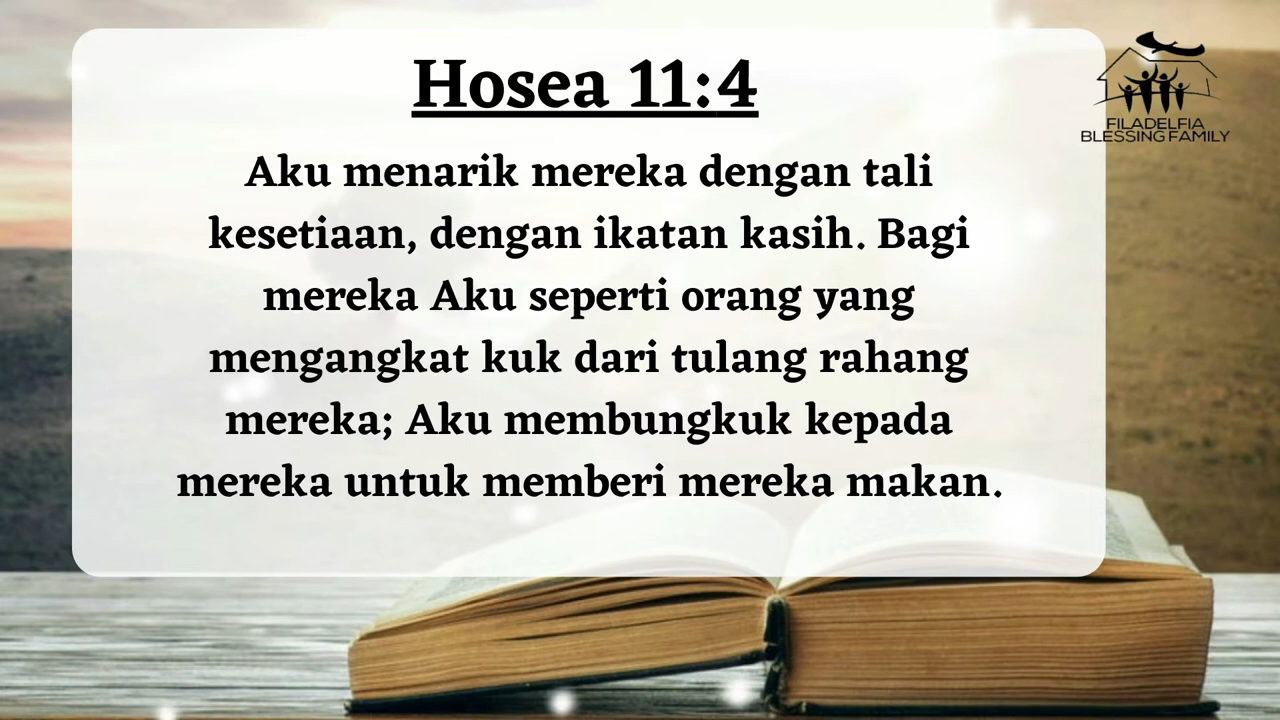 Hosea 11:4
Aku menarik mereka dengan tali
kesetiaan, dengan ikatan kasih. Bagi
mereka Aku seperti orang yang
mengangkat kuk dari tulang rahang
mereka; Aku membungkuk kepada
mereka untuk memberi mereka makan.
FILADELFIA
BLESSING FAMILY